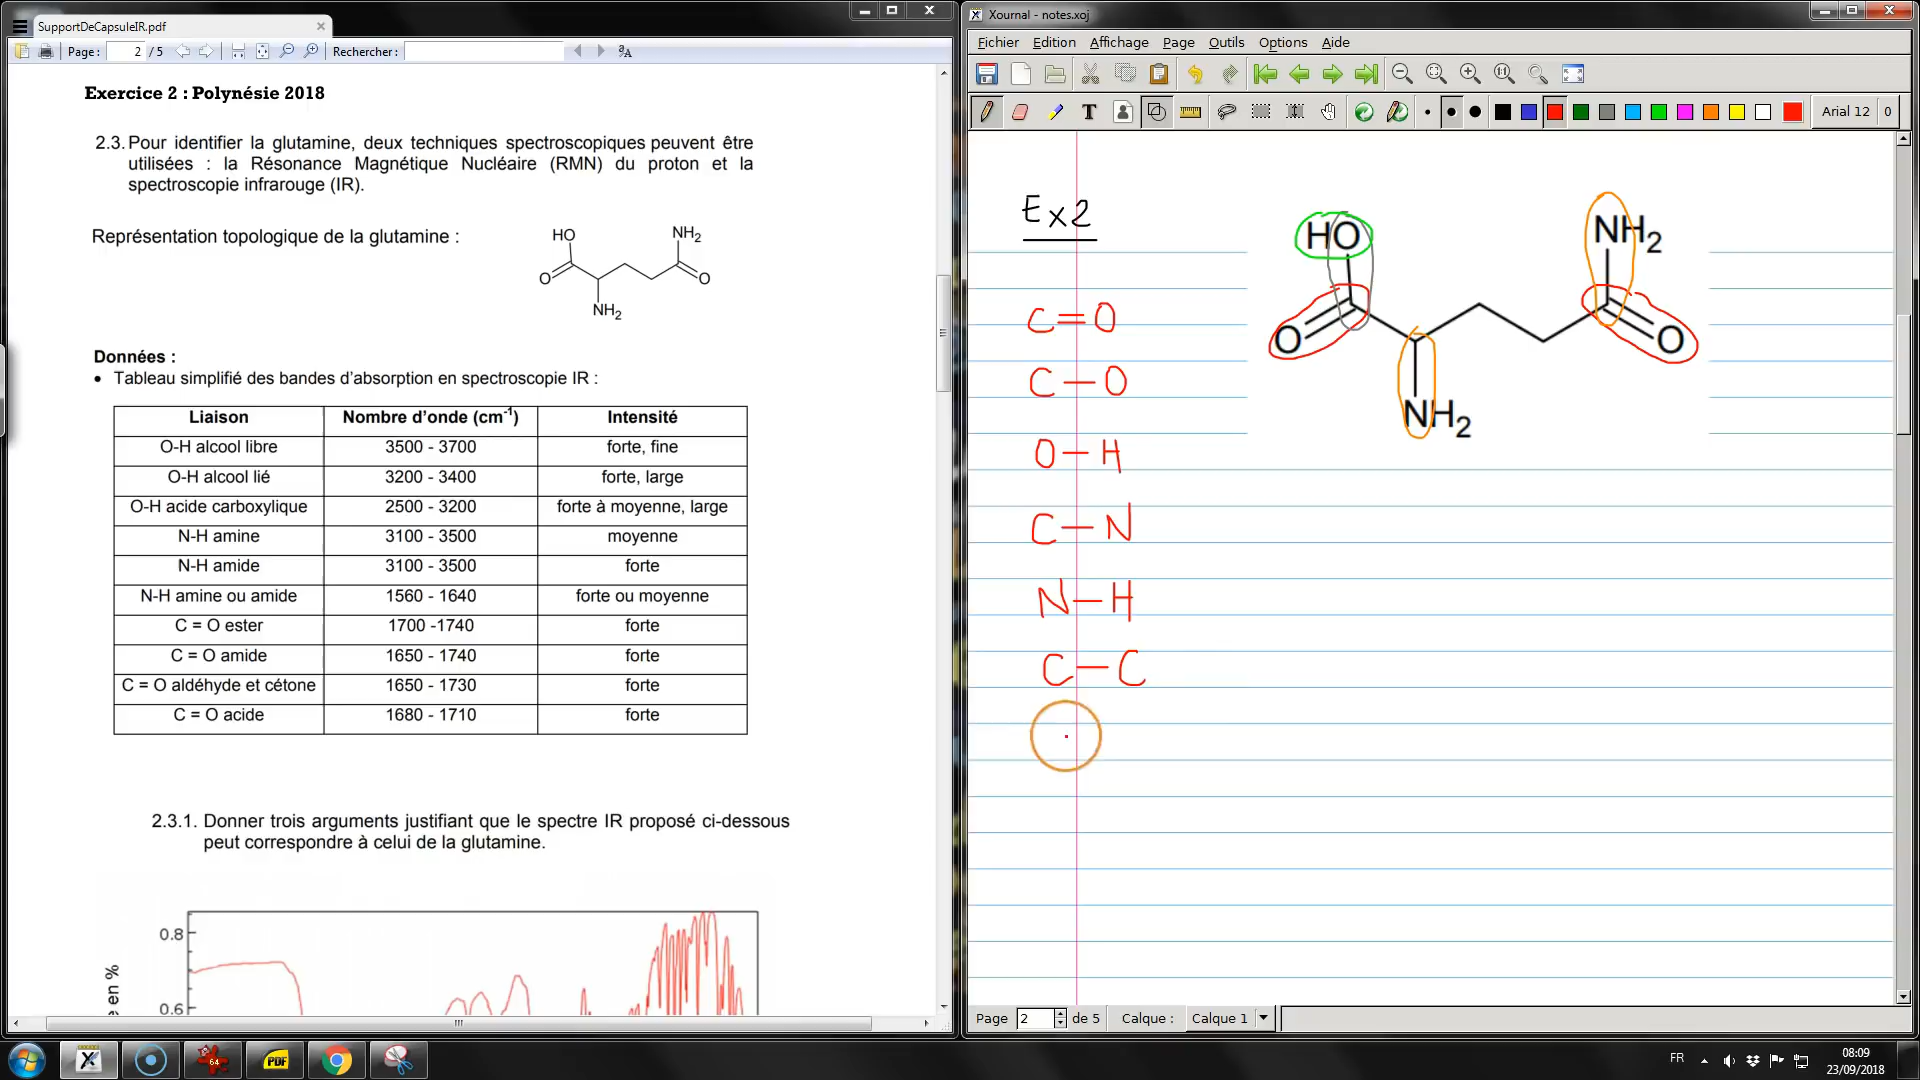 SupportDeCapsuleIR.pdf
Page : 2 / 5 Rechercher :
Exercice 2 : Polynésie 2018
2.3. Pour identifier la glutamine, deux techniques spectroscopiques peuvent être
utilisées : la Résonance Magnétique Nucléaire (RMN) du proton et la
spectroscopie infrarouge (IR).
Représentation topologique de la glutamine :
HO
NH2
O
O
NH2
Données :
• Tableau simplifié des bandes d'absorption en spectroscopie IR :
Liaison Nombre d'onde (cm-1) Intensité
O-H alcool libre 3500 - 3700 forte, fine
O-H alcool lié 3200 - 3400 forte, large
O-H acide carboxylique 2500 - 3200 forte à moyenne, large
N-H amine 3100 - 3500 moyenne
N-H amide 3100 - 3500 forte
N-H amine ou amide 1560 - 1640 forte ou moyenne
C = O ester 1700 -1740 forte
C = O amide 1650 - 1740 forte
C = O aldéhyde et cétone 1650 - 1730 forte
C = O acide 1680 - 1710 forte
2.3.1. Donner trois arguments justifiant que le spectre IR proposé ci-dessous
peut correspondre à celui de la glutamine.
0.8
0.6
e en %
Xournal - notes.xoj
Fichier Edition Affichage Page Outils Options Aide
T
Arial 12 0
Ex2
C=O
C-O
O-H
C-N
N-H
C-C
HO
NH2
O
O
NH2
Page 2 de 5 Calque : Calque 1
64
PDF
FR
08:09
23/09/2018